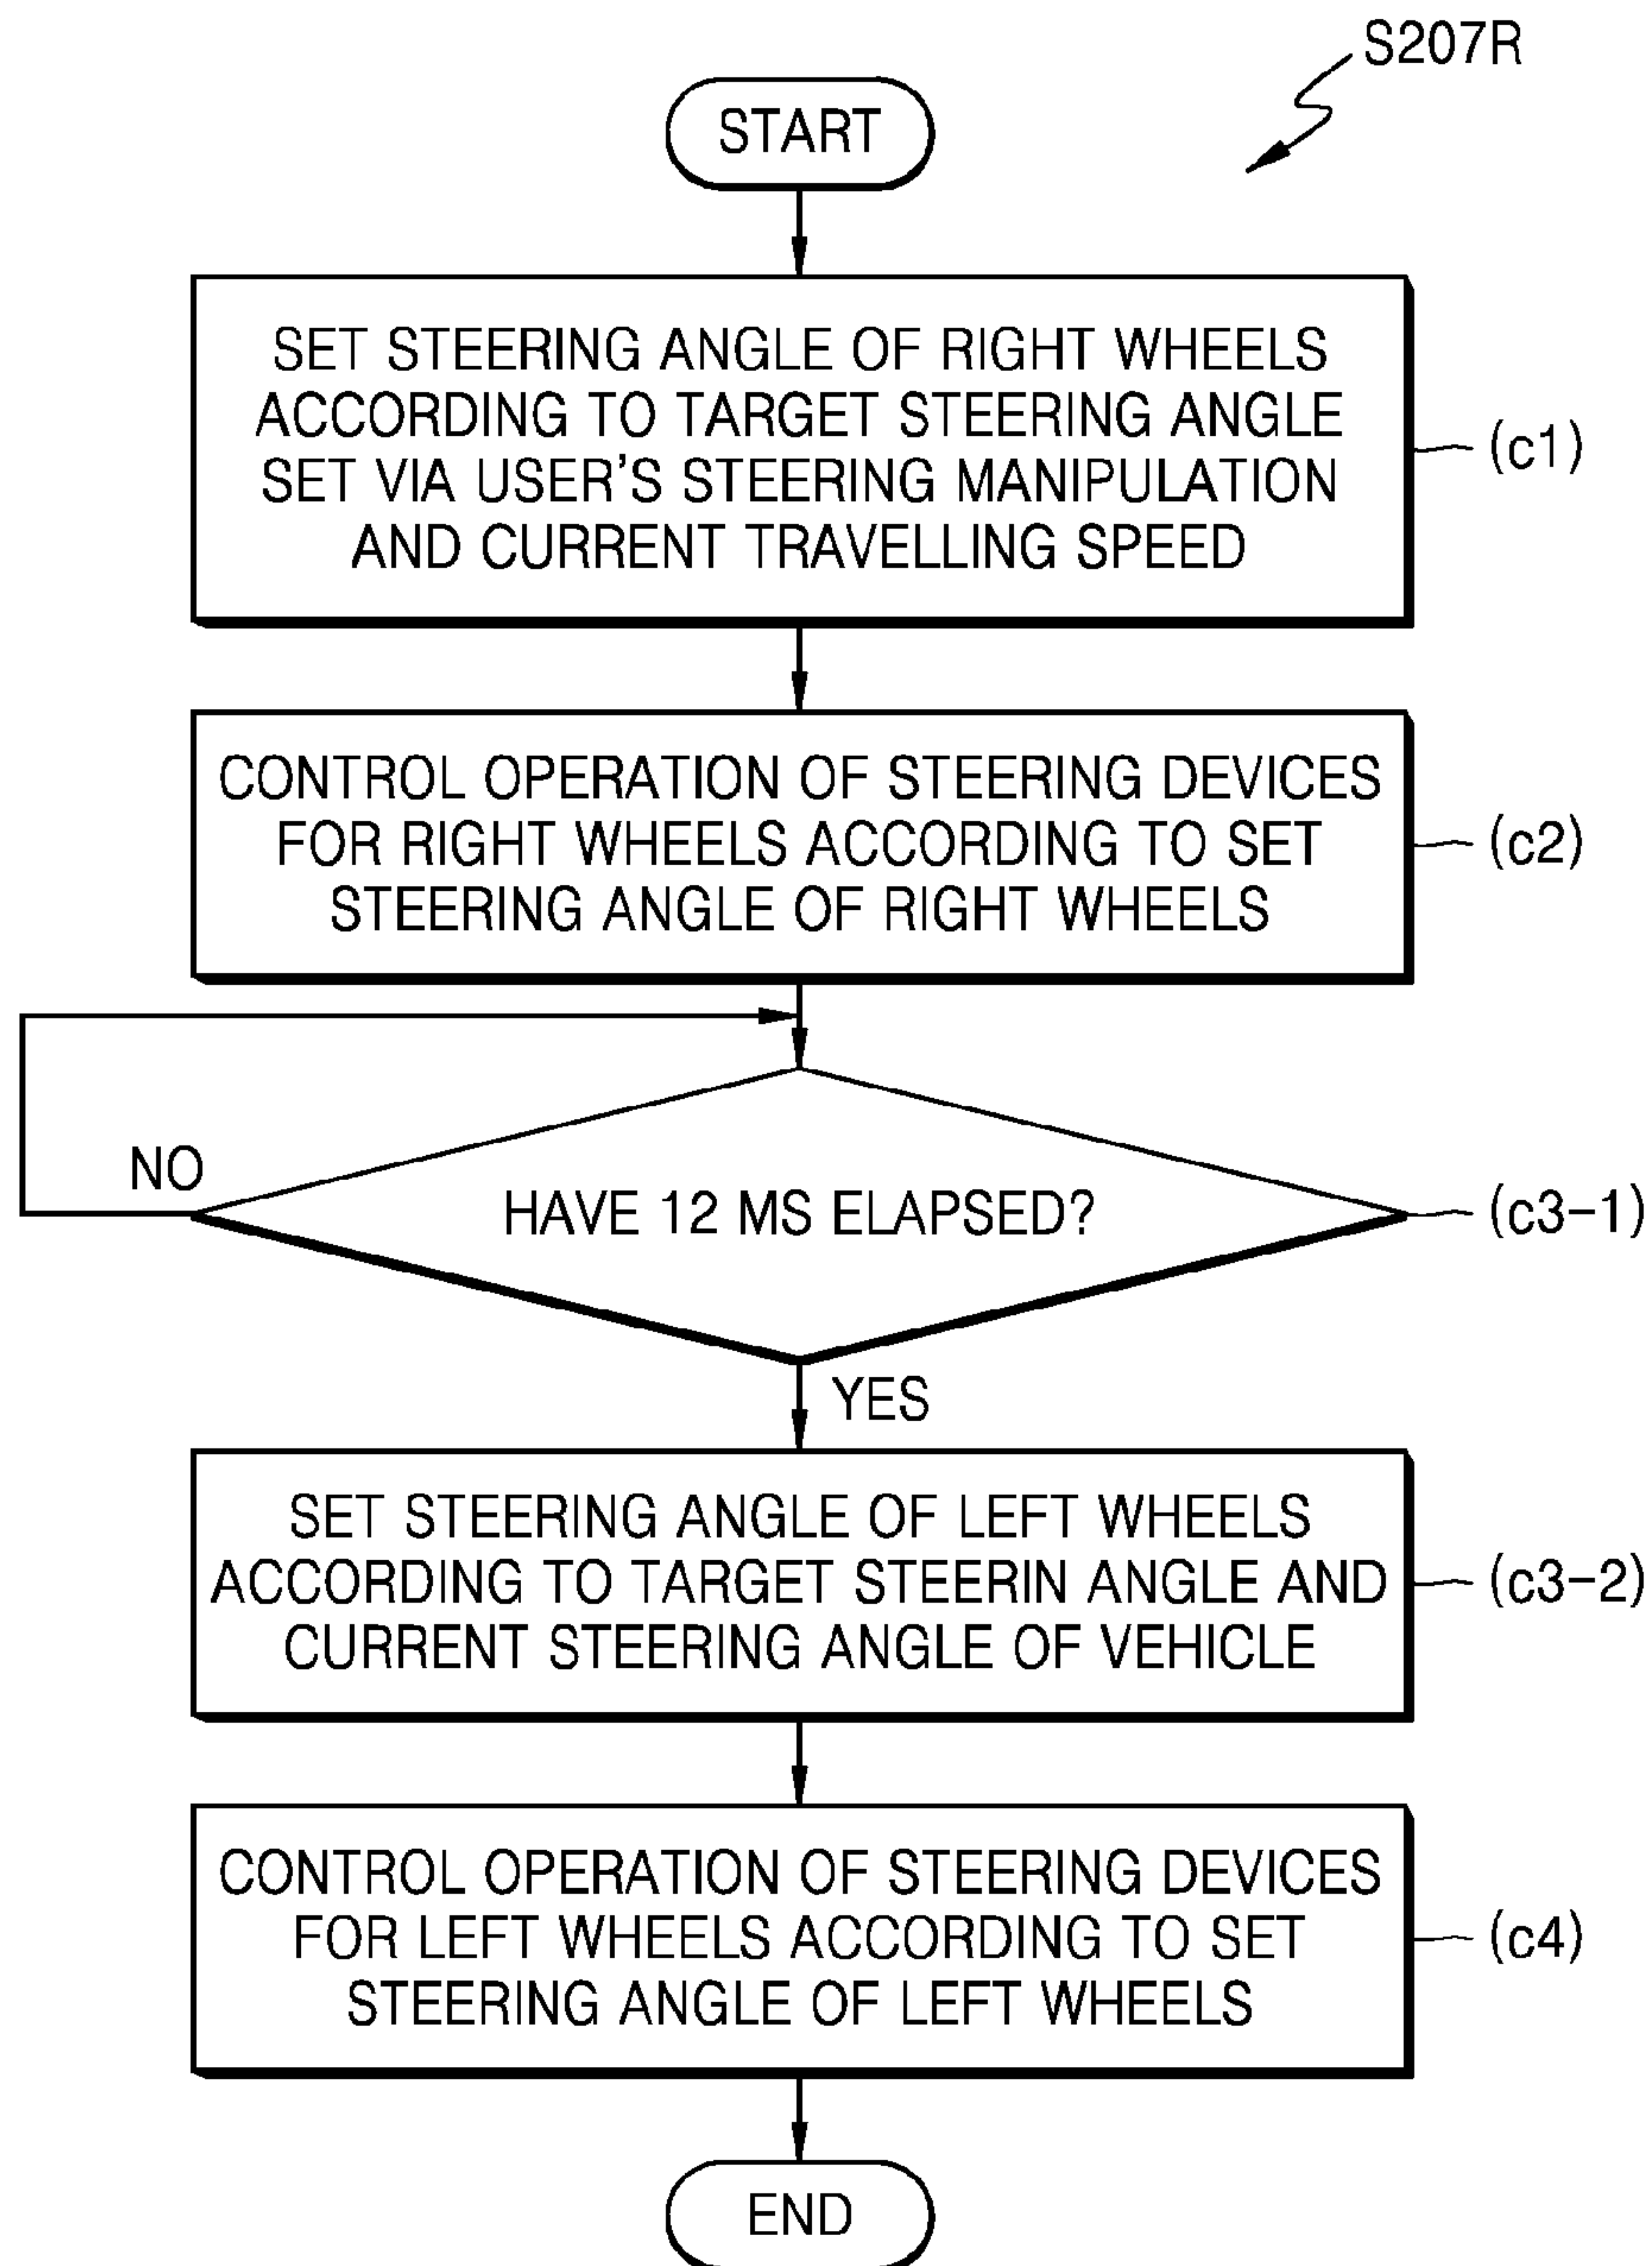 S207R
START
SET STEERING ANGLE OF RIGHT WHEELS
ACCORDING TO TARGET STEERING ANGLE
SET VIA USER'S STEERING MANIPULATION
AND CURRENT TRAVELLING SPEED
(c1)
CONTROL OPERATION OF STEERING DEVICES
FOR RIGHT WHEELS ACCORDING TO SET
STEERING ANGLE OF RIGHT WHEELS
(c2)
NO
HAVE 12 MS ELAPSED?
(c3-1)
YES
SET STEERING ANGLE OF LEFT WHEELS
ACCORDING TO TARGET STEERIN ANGLE AND
CURRENT STEERING ANGLE OF VEHICLE
(c3-2)
CONTROL OPERATION OF STEERING DEVICES
FOR LEFT WHEELS ACCORDING TO SET
STEERING ANGLE OF LEFT WHEELS
(c4)
END